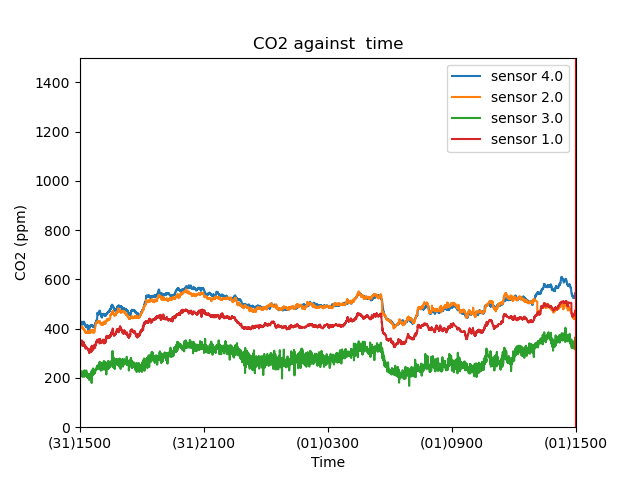 CO2 against  time
1400
1200
1000
800
600
400
200
0
CO2 (ppm)
sensor 4.0
sensor 2.0
sensor 3.0
sensor 1.0
(31)1500 (31)2100 (01)0300 (01)0900 (01)1500
Time